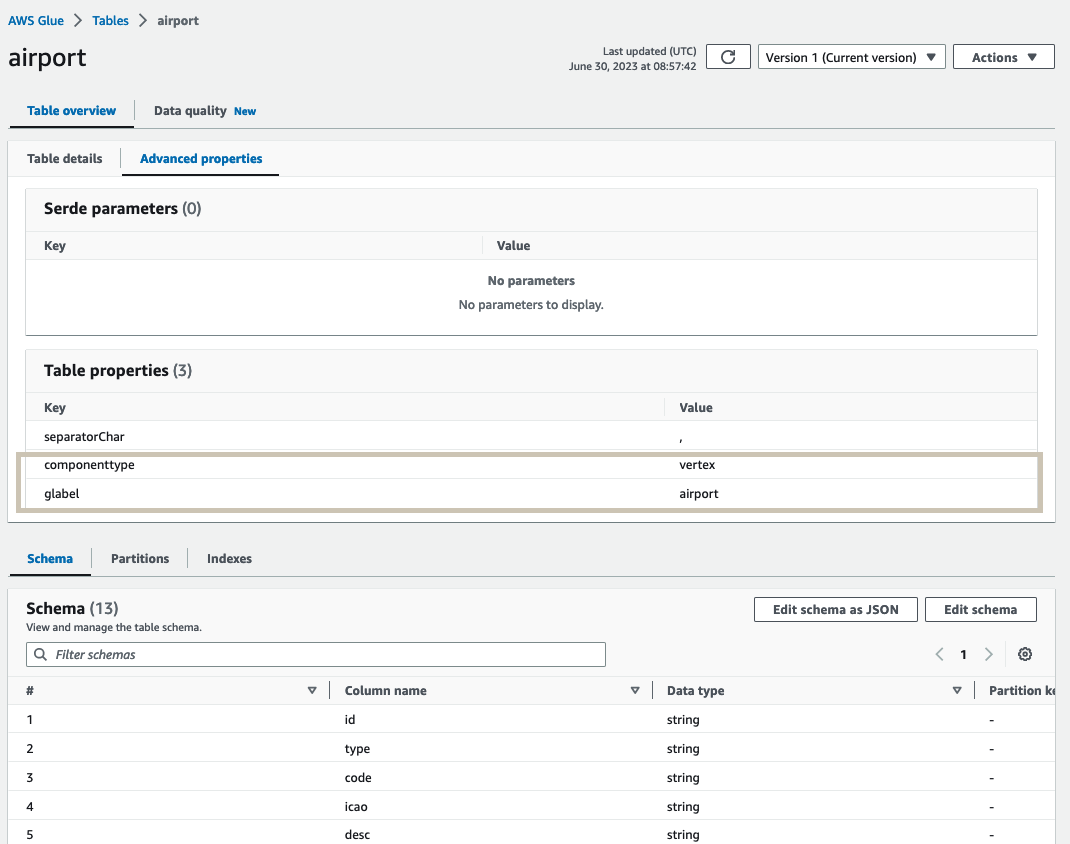 AWS Glue > Tables > airport
airport
Last updated (UTC)
June 30, 2023 at 08:57:42
Version 1 (Current version)
Actions
Table overview
Data quality New
Table details
Advanced properties
Serde parameters (0)
Key Value
No parameters
No parameters to display.
Table properties (3)
Key Value
separatorChar ,
componenttype vertex
glabel airport
Schema
Partitions
Indexes
Schema (13)
View and manage the table schema.
Edit schema as JSON
Edit schema
Filter schemas
1
# Column name Data type Partition ke
1 id string -
2 type string -
3 code string -
4 icao string -
5 desc string -